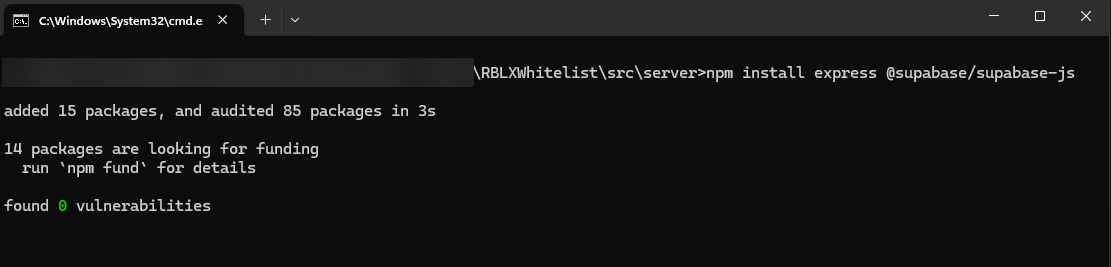 C:\Windows\System32\cmd.e
\RBLXWhitelist\src\server>npm install express @supabase/supabase-js
added 15 packages, and audited 85 packages in 3s
14 packages are looking for funding
run `npm fund` for details
found 0 vulnerabilities